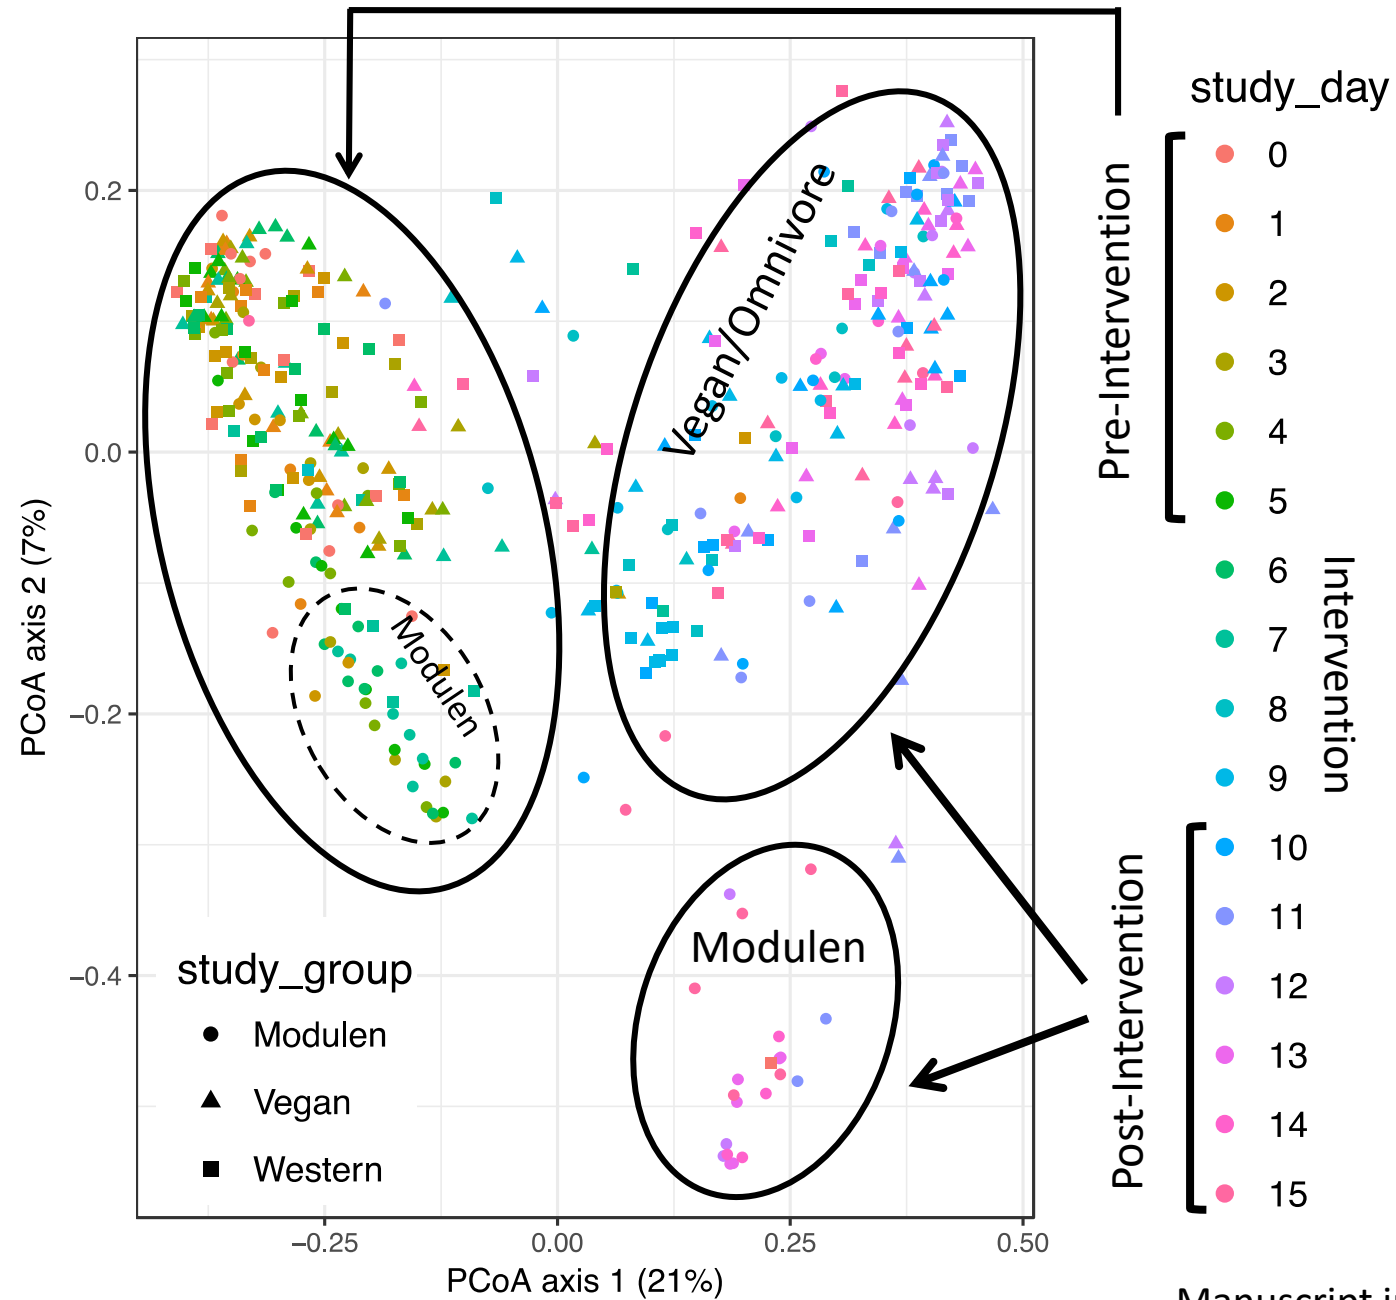 study_day
0
1
2
3
4
5
6
7
8
9
10
11
12
13
14
15
Pre-Intervention
Intervention
Post-Intervention
Vegan/Omnivore
Modulen
Modulen
study_group
Modulen
Vegan
Western
0.2
0.0
−0.2
−0.4
PCoA axis 2 (7%)
−0.25
0.00
0.25
0.50
PCoA axis 1 (21%)
Manuscript in